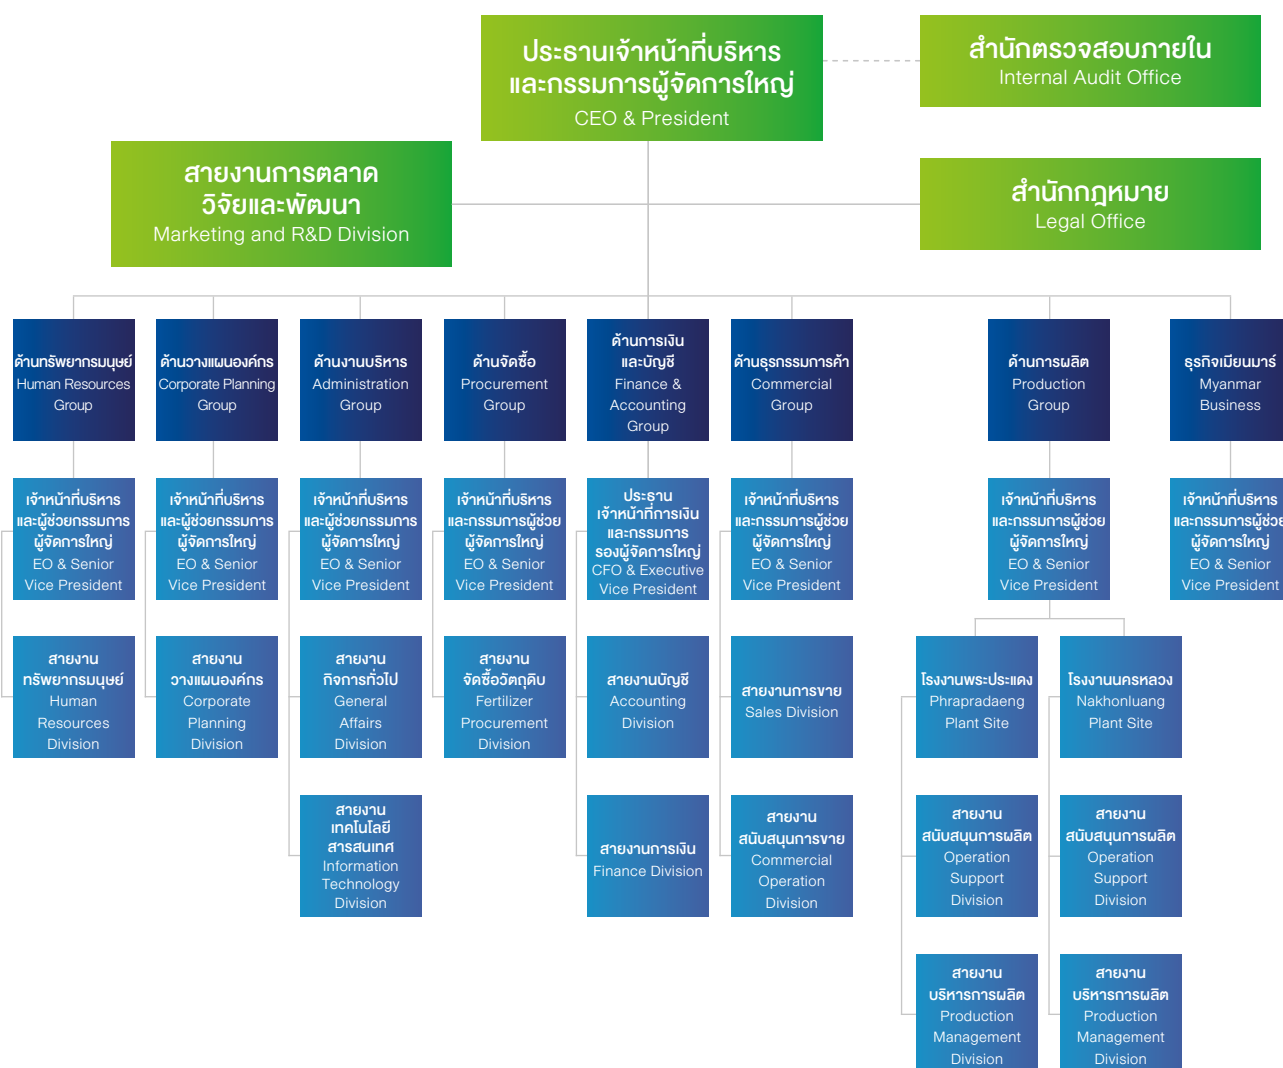 ประธานเจ้าหน้าที่บริหาร
และกรรมการผู้จัดการใหญ่
CEO & President
สำนักตรวจสอบภายใน
Internal Audit Office
สายงานการตลาด
วิจัยและพัฒนา
Marketing and R&D Division
สำนักกฎหมาย
Legal Office
ด้านทรัพยากรมนุษย์
Human Resources
Group
ด้านวางแผนองค์กร
Corporate Planning
Group
ด้านงานบริหาร
Administration
Group
ด้านจัดซื้อ
Procurement
Group
ด้านการเงิน
และบัญชี
Finance &
Accounting
Group
ด้านธุรกรรมการค้า
Commercial
Group
ด้านการผลิต
Production
Group
ธุรกิจเมียนมาร์
Myanmar
Business
เจ้าหน้าที่บริหาร
และผู้ช่วยกรรมการ
ผู้จัดการใหญ่
EO & Senior
Vice President
เจ้าหน้าที่บริหาร
และผู้ช่วยกรรมการ
ผู้จัดการใหญ่
EO & Senior
Vice President
เจ้าหน้าที่บริหาร
และผู้ช่วยกรรมการ
ผู้จัดการใหญ่
EO & Senior
Vice President
เจ้าหน้าที่บริหาร
และกรรมการผู้ช่วย
ผู้จัดการใหญ่
EO & Senior
Vice President
ประธาน
เจ้าหน้าที่การเงิน
และกรรมการ
รองผู้จัดการใหญ่
CFO & Executive
Vice President
เจ้าหน้าที่บริหาร
และกรรมการผู้ช่วย
ผู้จัดการใหญ่
EO & Senior
Vice President
เจ้าหน้าที่บริหาร
และกรรมการผู้ช่วย
ผู้จัดการใหญ่
EO & Senior
Vice President
เจ้าหน้าที่บริหาร
และกรรมการผู้ช่วย
ผู้จัดการใหญ่
EO & Senior
Vice President
สายงาน
ทรัพยากรมนุษย์
Human
Resources
Division
สายงาน
วางแผนองค์กร
Corporate
Planning
Division
สายงาน
กิจการทั่วไป
General
Affairs
Division
สายงาน
จัดซื้อวัตถุดิบ
Fertilizer
Procurement
Division
สายงานบัญชี
Accounting
Division
สายงานการขาย
Sales Division
โรงงานพระประแดง
Phrapradaeng
Plant Site
โรงงานนครหลวง
Nakhonluang
Plant Site
สายงาน
เทคโนโลยี
สารสนเทศ
Information
Technology
Division
สายงานการเงิน
Finance Division
สายงาน
สนับสนุนการขาย
Commercial
Operation
Division
สายงาน
สนับสนุนการผลิต
Operation
Support
Division
สายงาน
สนับสนุนการผลิต
Operation
Support
Division
สายงาน
บริหารการผลิต
Production
Management
Division
สายงาน
บริหารการผลิต
Production
Management
Division